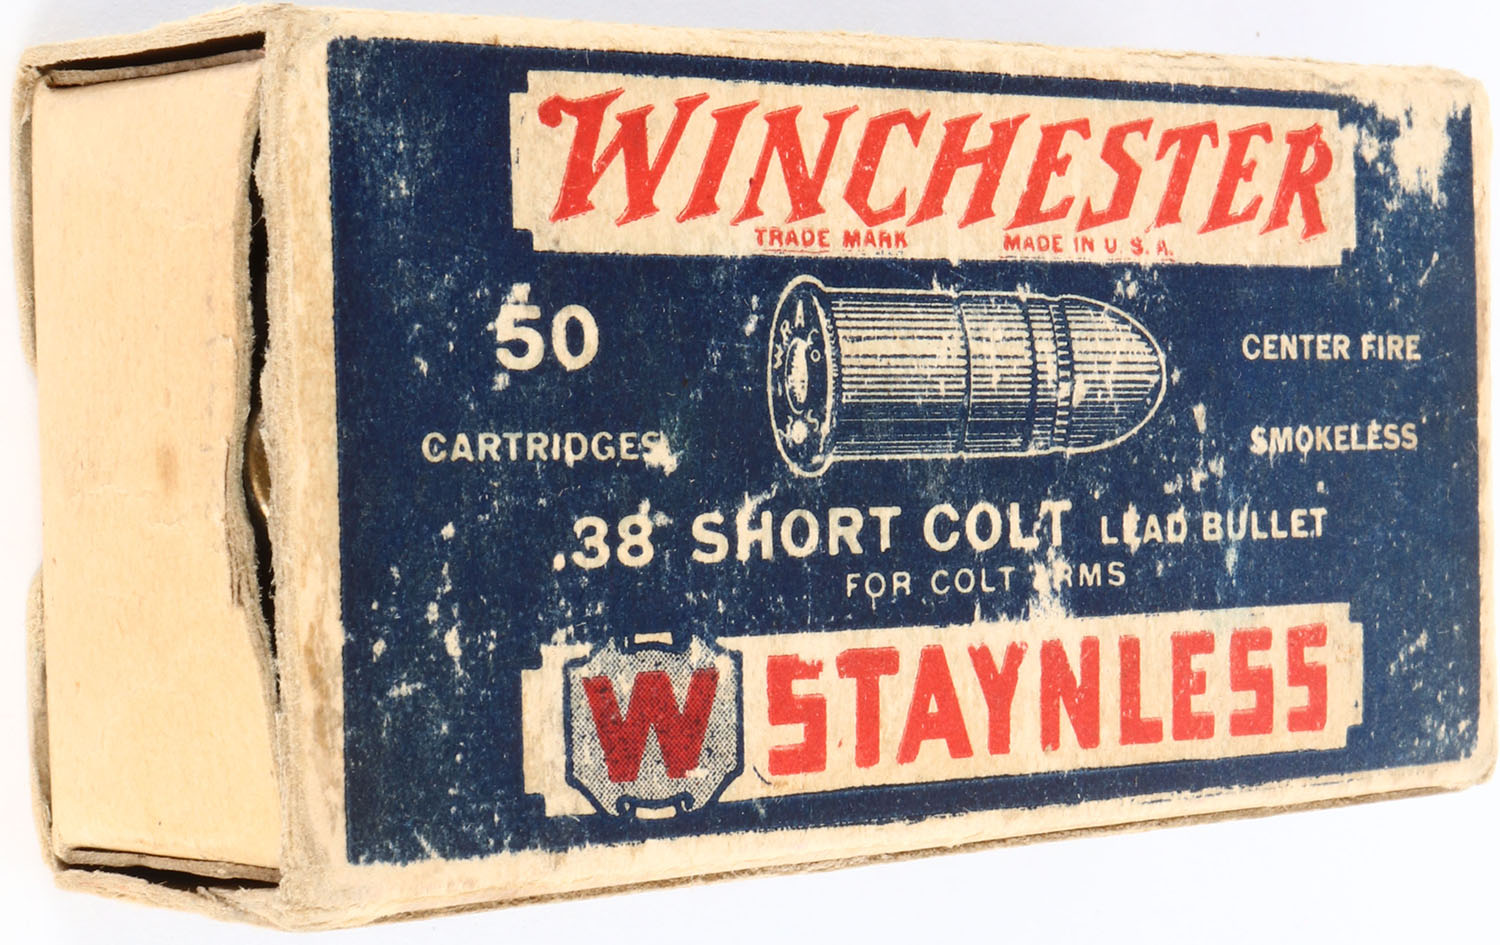 WINCHESTER
TRADE MARK MADE IN U.S.A.
50
CARTRIDGES
W.R.A. Co.
CENTER FIRE
SMOKELESS
.38 SHORT COLT LEAD BULLET
FOR COLT ARMS
W STAYNLESS